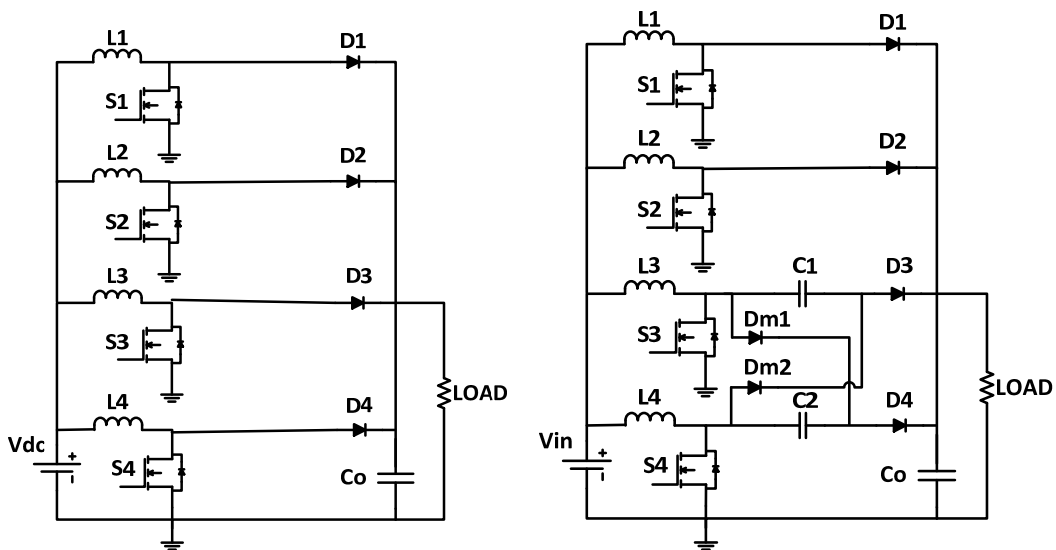 L1
D1
S1
L2
D2
S2
L3
D3
S3
LOAD
L4
D4
Vdc
+
S4
Co
L1
D1
S1
L2
D2
S2
L3
C1
D3
Dm1
S3
Dm2
LOAD
L4
C2
D4
Vin
+
S4
Co